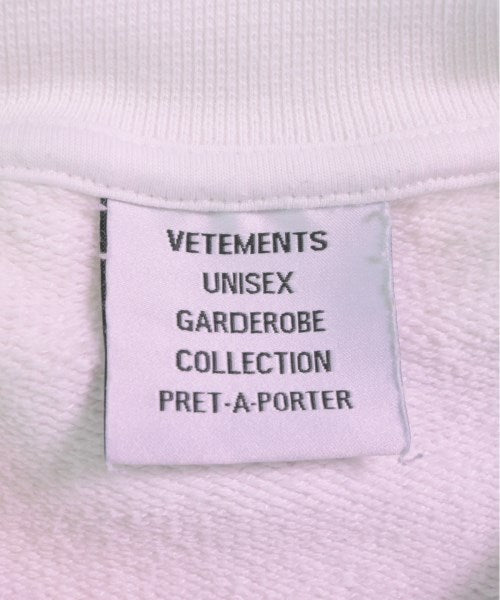 VETEMENTS
UNISEX
GARDEROBE
COLLECTION
PRET-A-PORTER